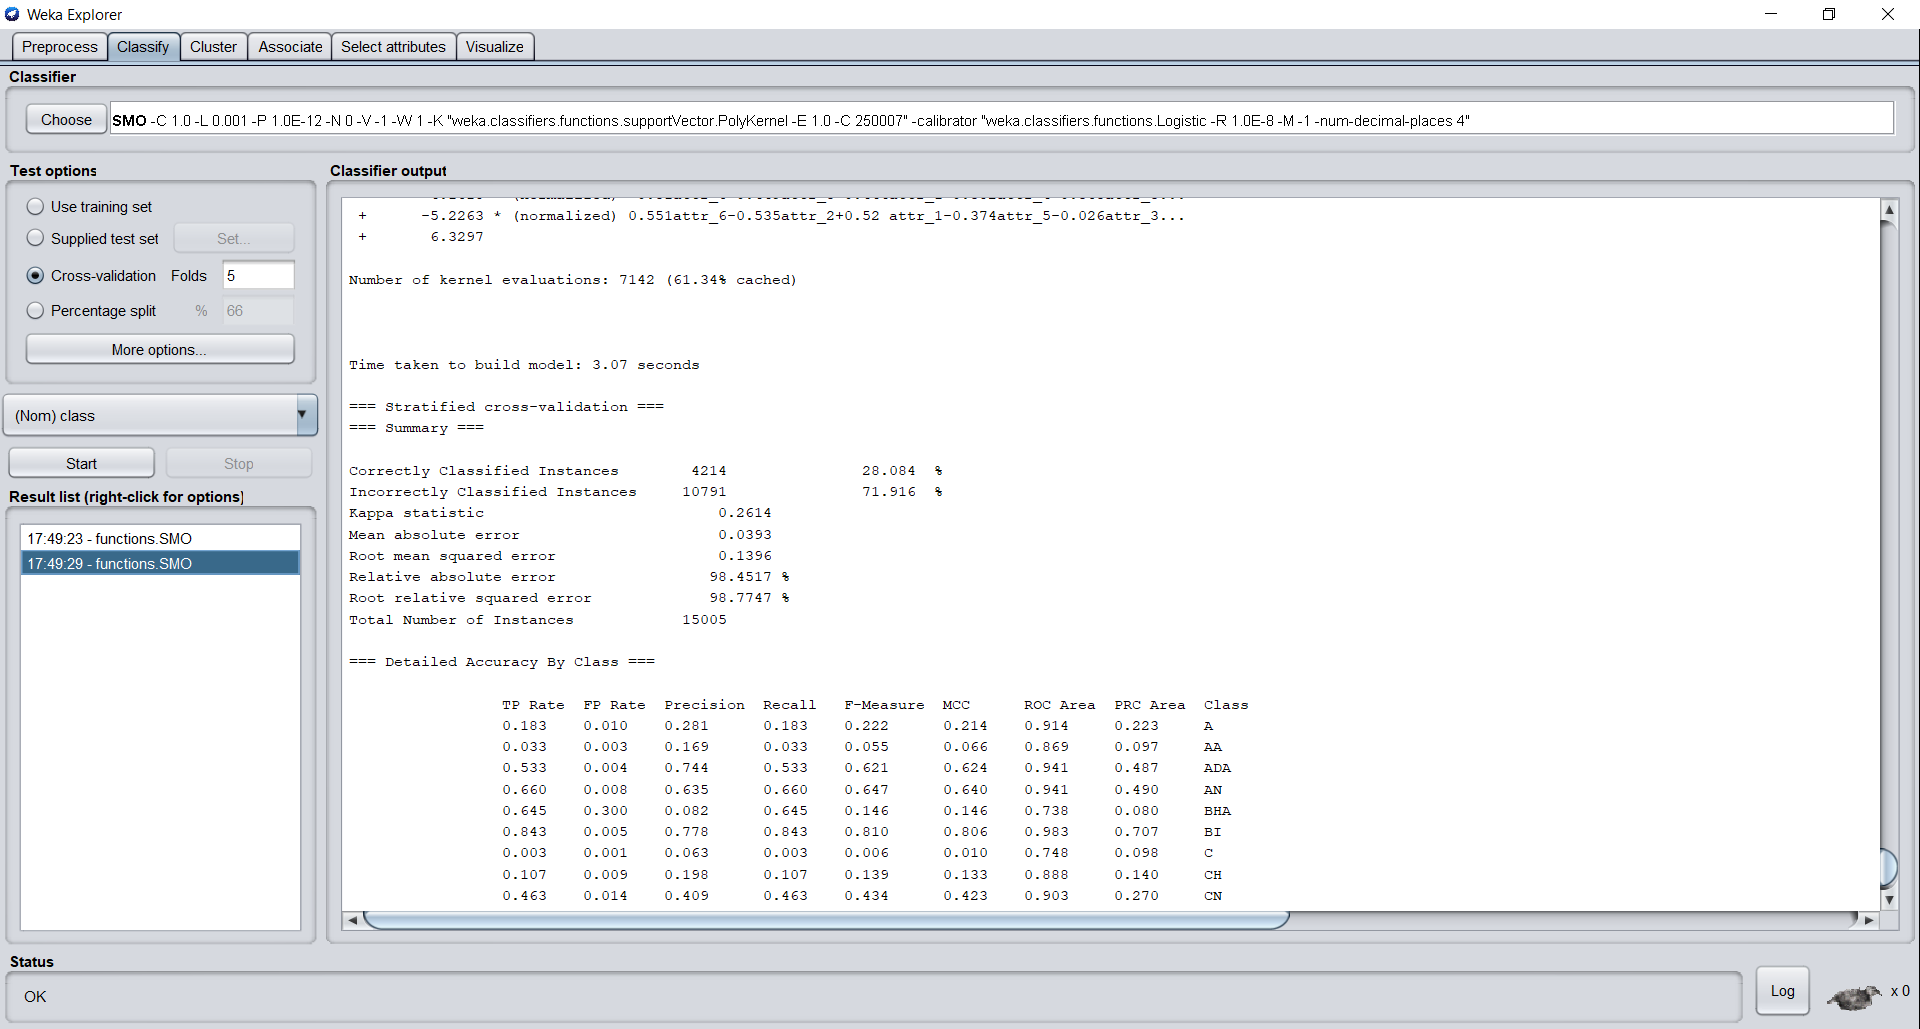 Weka Explorer
Preprocess Classify Cluster Associate Select attributes Visualize
Classifier
Choose SMO -C 1.0 -L 0.001 -P 1.0E-12 -N 0 -V -1 -W 1 -K "weka.classifiers.functions.supportVector.PolyKernel -E 1.0 -C 250007" -calibrator "weka.classifiers.functions.Logistic -R 1.0E-8 -M -1 -num-decimal-places 4"
Test options
Use training set
Supplied test set Set...
Cross-validation Folds 5
Percentage split % 66
More options...
(Nom) class
Start Stop
Result list (right-click for options)
17:49:23 - functions.SMO
17:49:29 - functions.SMO
Classifier output
+ -5.2263 * (normalized) 0.551attr_6-0.535attr_2+0.52 attr_1-0.374attr_5-0.026attr_3...
+ 6.3297
Number of kernel evaluations: 7142 (61.34% cached)
Time taken to build model: 3.07 seconds
=== Stratified cross-validation ===
=== Summary ===
Correctly Classified Instances 4214 28.084 %
Incorrectly Classified Instances 10791 71.916 %
Kappa statistic 0.2614
Mean absolute error 0.0393
Root mean squared error 0.1396
Relative absolute error 98.4517 %
Root relative squared error 98.7747 %
Total Number of Instances 15005
=== Detailed Accuracy By Class ===
TP Rate FP Rate Precision Recall F-Measure MCC ROC Area PRC Area Class
0.183 0.010 0.281 0.183 0.222 0.214 0.914 0.223 A
0.033 0.003 0.169 0.033 0.055 0.066 0.869 0.097 AA
0.533 0.004 0.744 0.533 0.621 0.624 0.941 0.487 ADA
0.660 0.008 0.635 0.660 0.647 0.640 0.941 0.490 AN
0.645 0.300 0.082 0.645 0.146 0.146 0.738 0.080 BHA
0.843 0.005 0.778 0.843 0.810 0.806 0.983 0.707 BI
0.003 0.001 0.063 0.003 0.006 0.010 0.748 0.098 C
0.107 0.009 0.198 0.107 0.139 0.133 0.888 0.140 CH
0.463 0.014 0.409 0.463 0.434 0.423 0.903 0.270 CN
Status
OK
Log
x 0